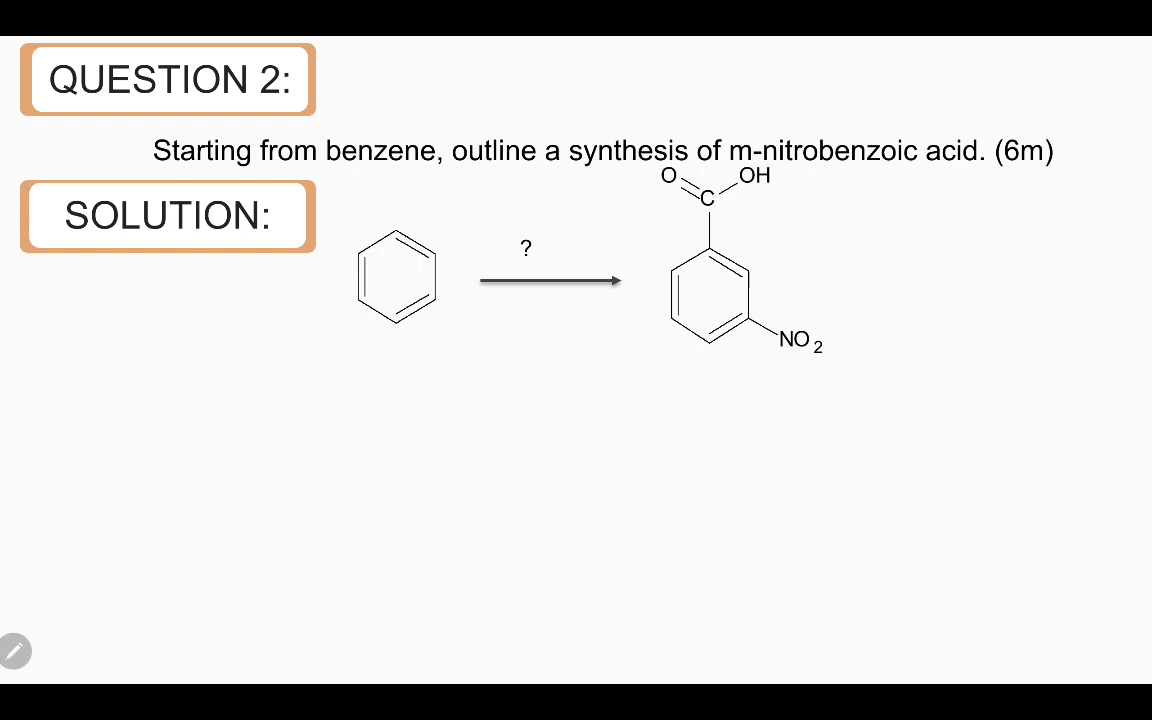 QUESTION 2:
Starting from benzene, outline a synthesis of m-nitrobenzoic acid. (6m)
SOLUTION:
O
OH
C
?
NO2